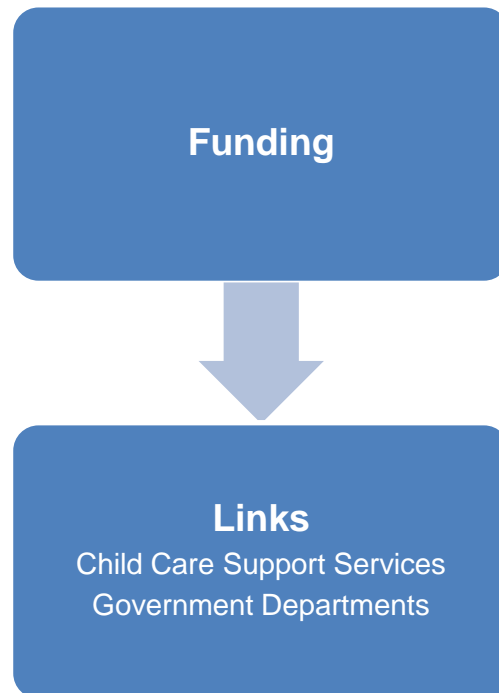 Funding
Links
Child Care Support Services
Government Departments